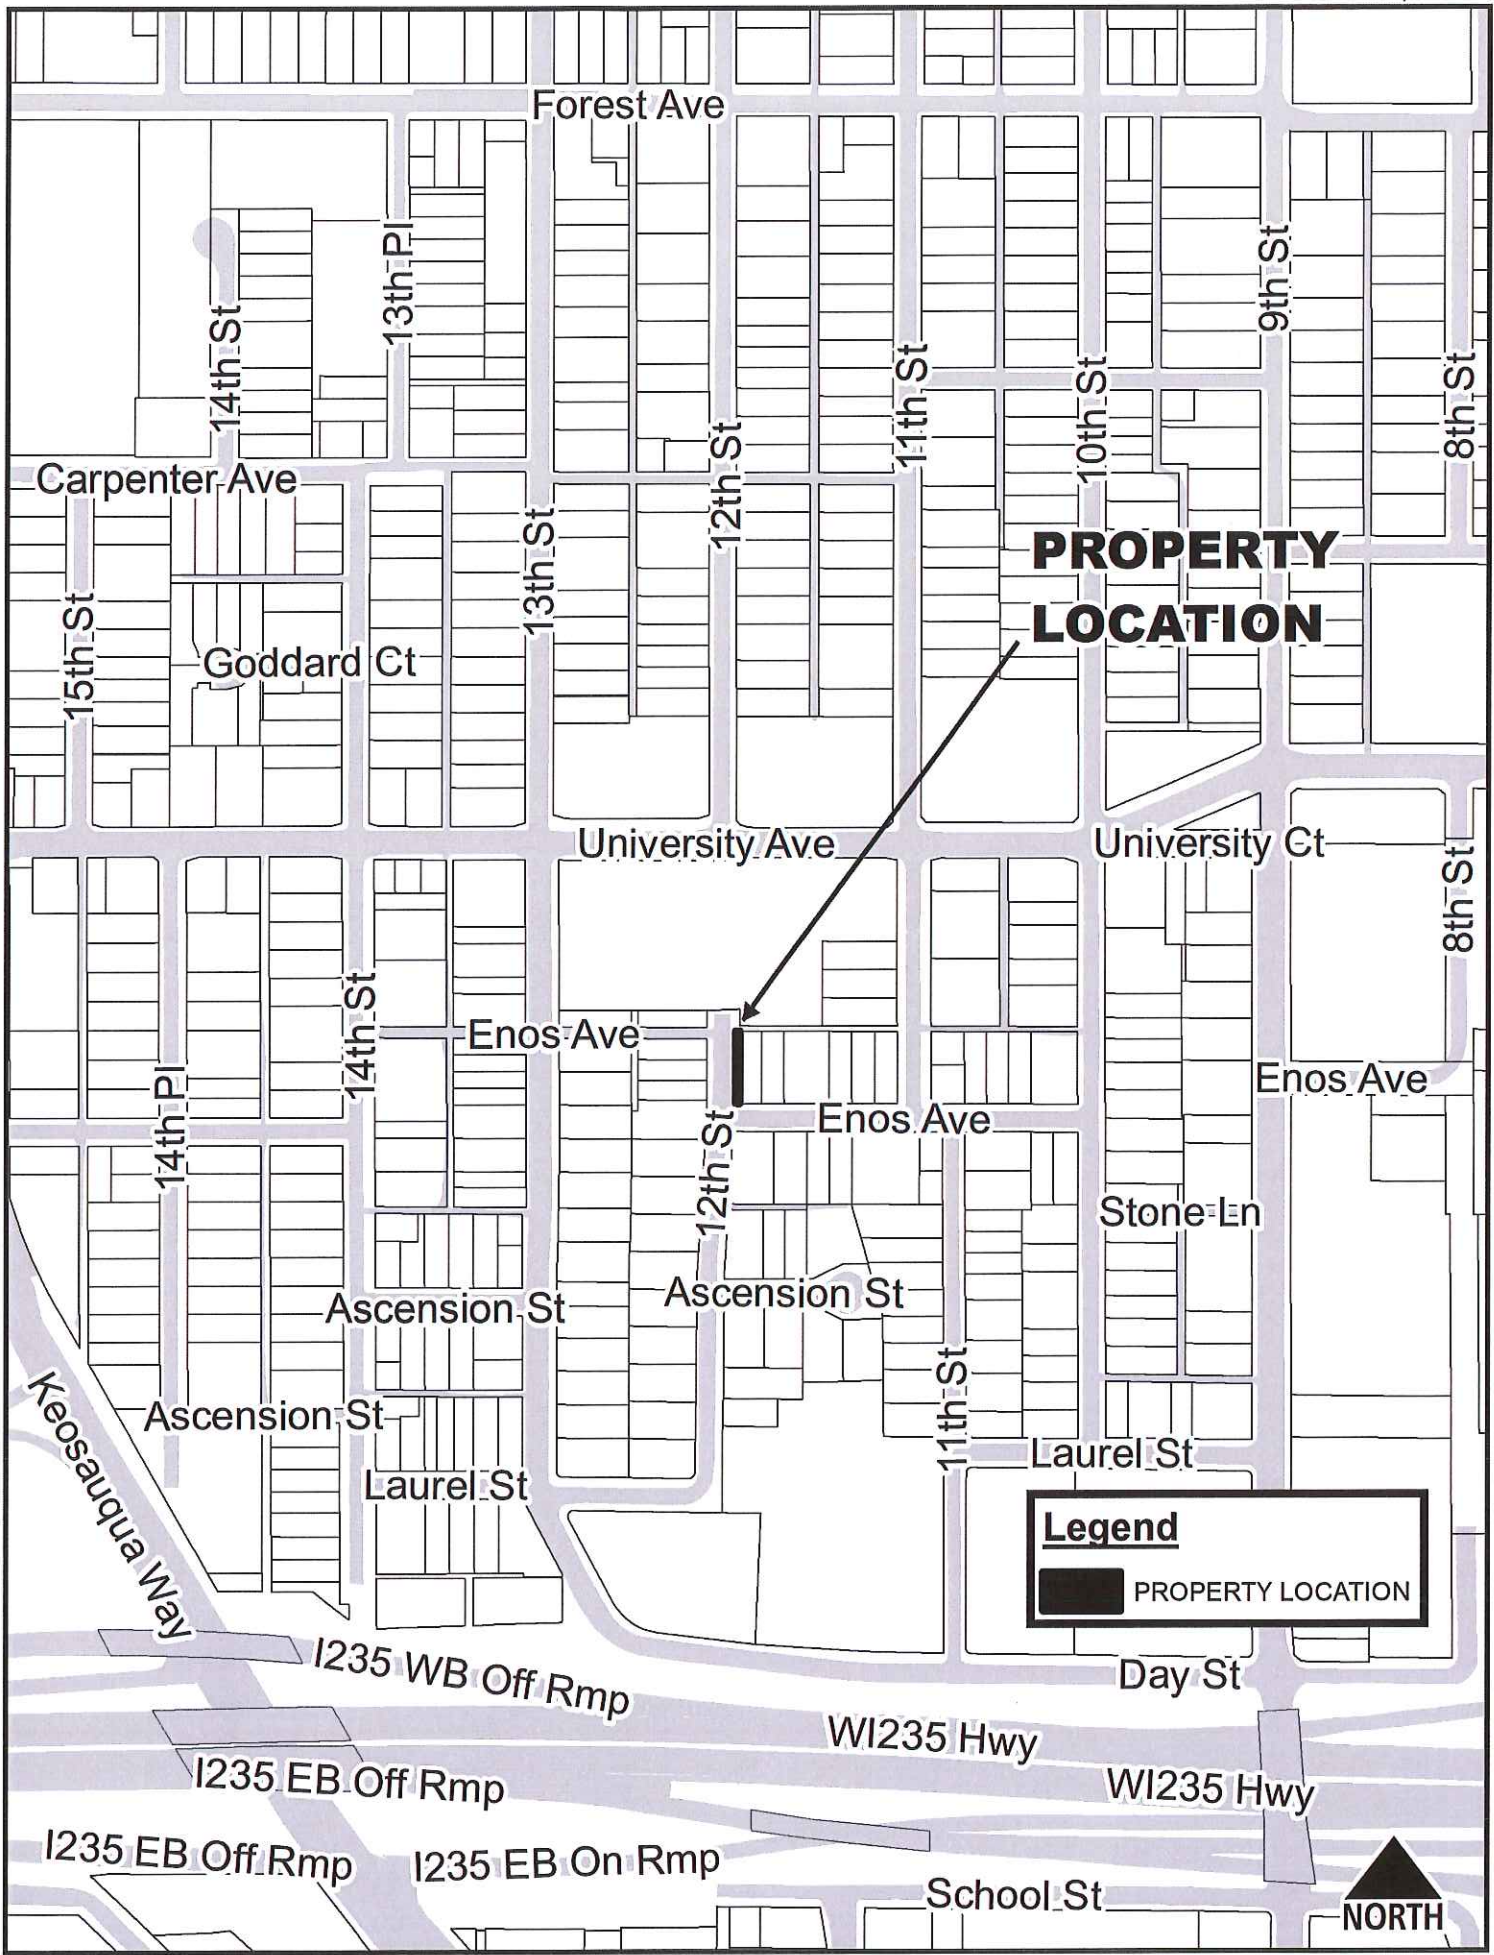 Forest Ave
13th Pl
9th St
14th St
11th St
10th St
8th St
12th St
Carpenter Ave
13th St
PROPERTY
LOCATION
15th St
Goddard Ct
University Ave
University Ct
8th St
14th St
Enos Ave
14th Pl
Enos Ave
Enos Ave
12th St
Stone Ln
Ascension St
Ascension St
11th St
Keosauqua Way
Ascension St
Laurel St
Laurel St
Legend
PROPERTY LOCATION
I235 WB Off Rmp
Day St
WI235 Hwy
I235 EB Off Rmp
WI235 Hwy
I235 EB Off Rmp
I235 EB On Rmp
School St
NORTH